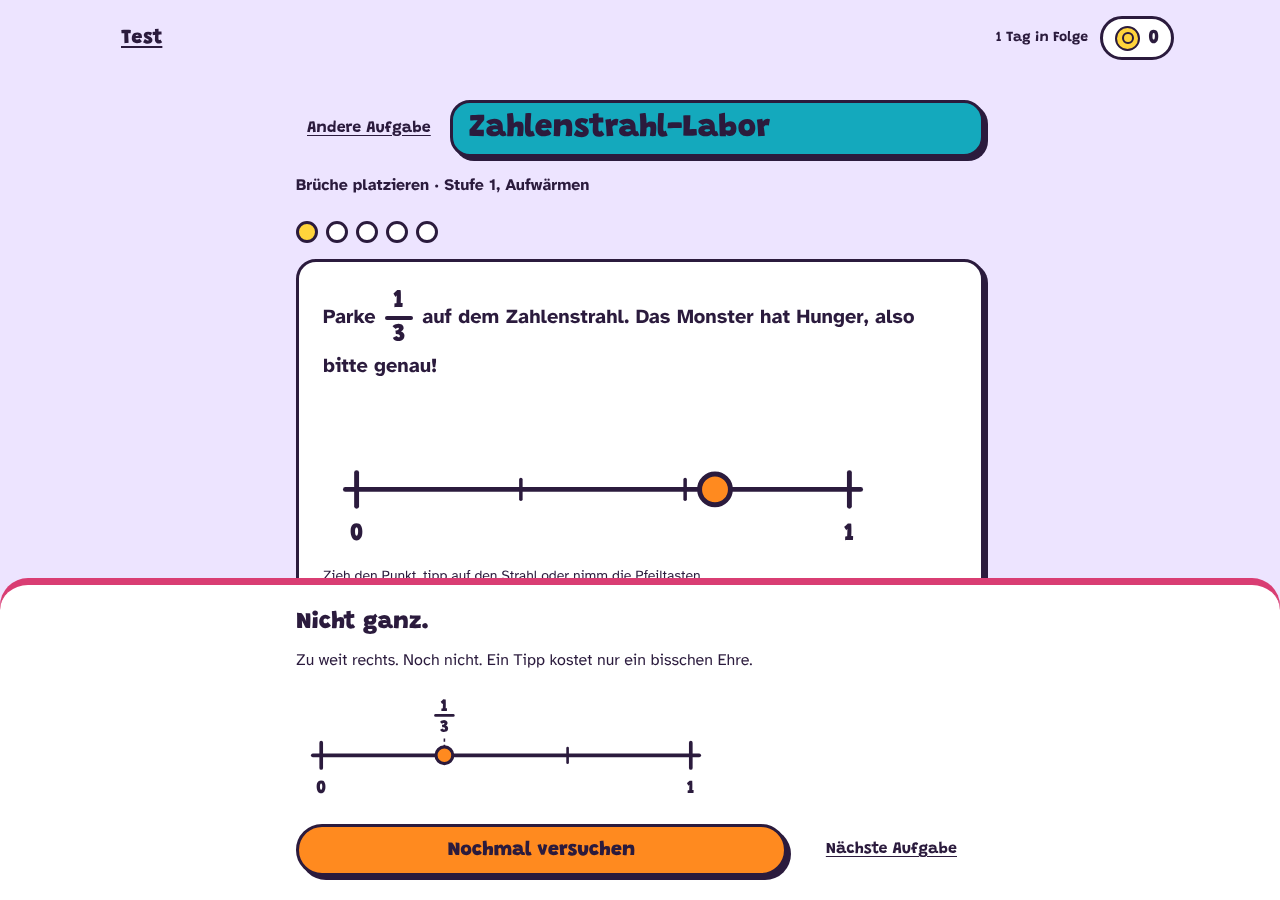 Test
1 Tag in Folge
0
Andere Aufgabe
Zahlenstrahl-Labor
Brüche platzieren · Stufe 1, Aufwärmen
Parke 1/3 auf dem Zahlenstrahl. Das Monster hat Hunger, also
bitte genau!
0 1
Zieh den Punkt, tipp auf den Strahl oder nimm die Pfeiltasten.
Nicht ganz.
Zu weit rechts. Noch nicht. Ein Tipp kostet nur ein bisschen Ehre.
1/3
0 1
Nochmal versuchen
Nächste Aufgabe